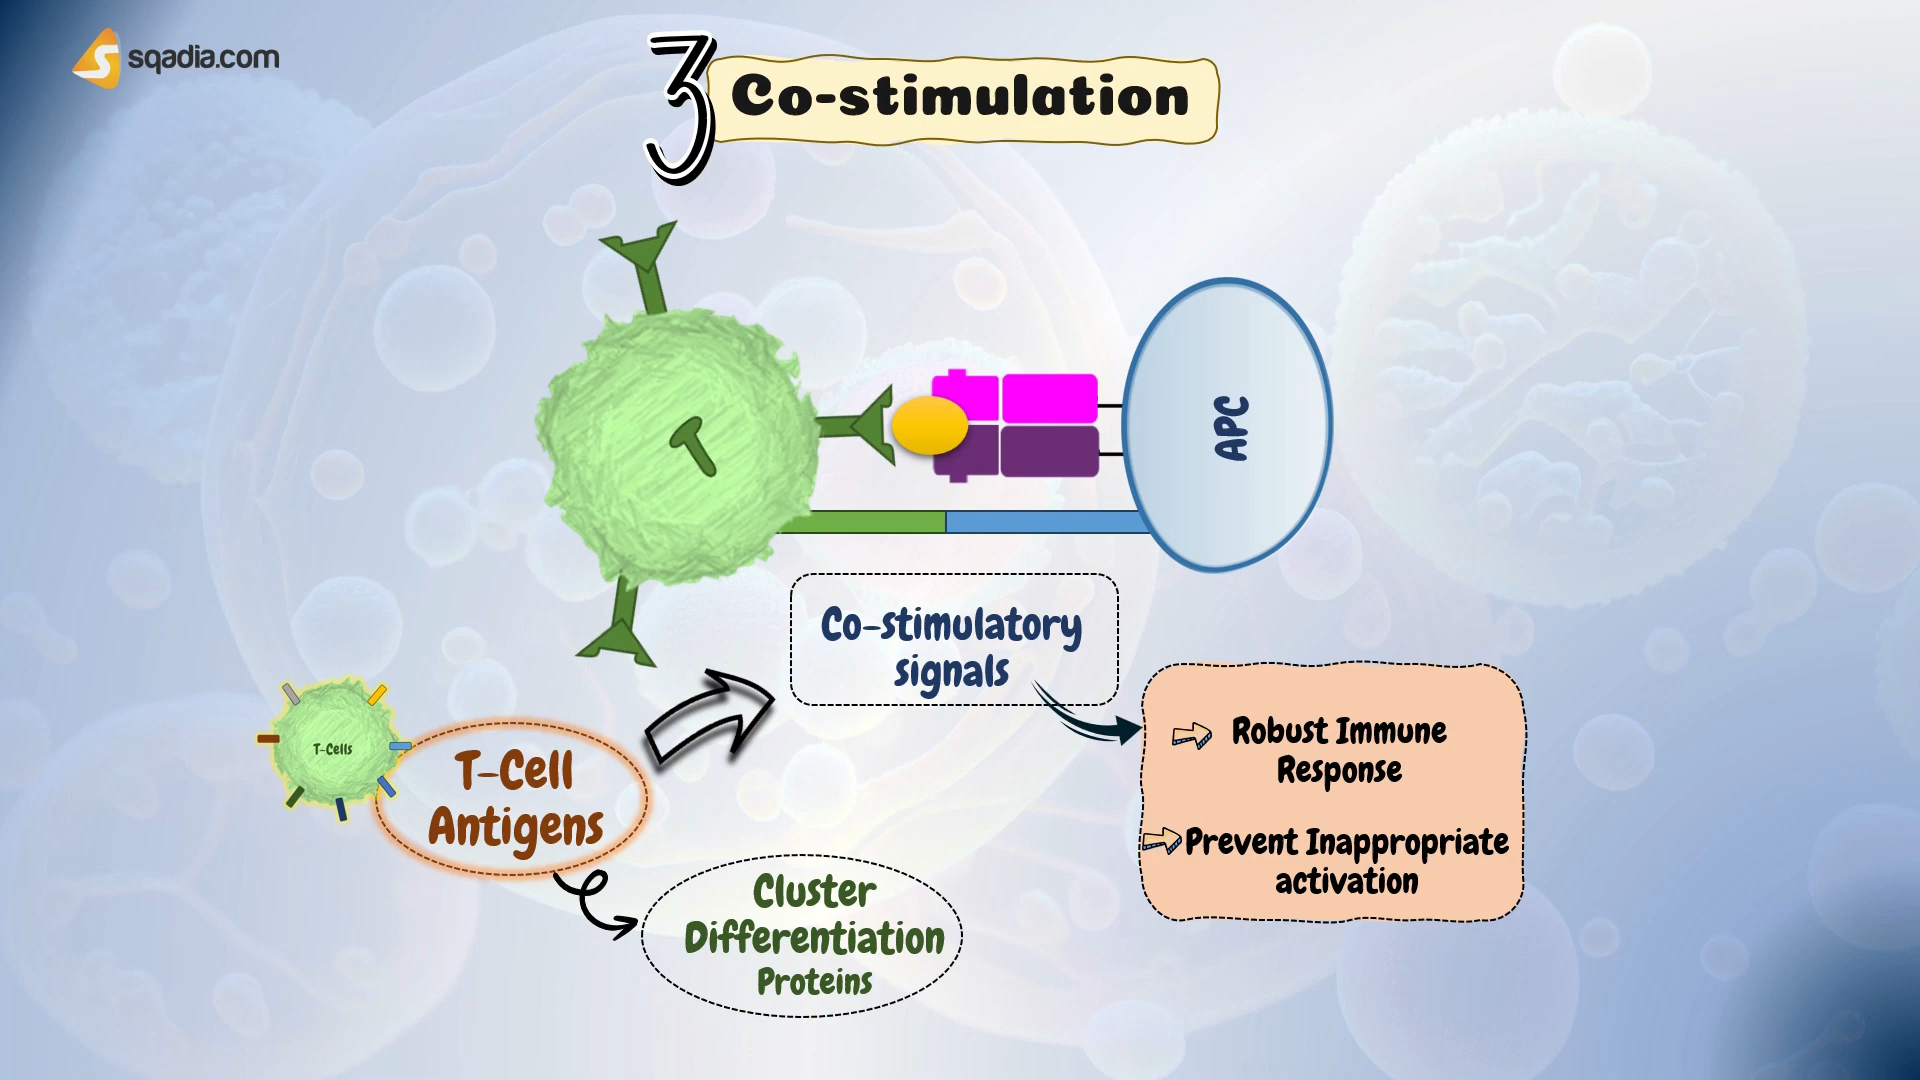 sqadia.com
3 Co-stimulation
T
APC
Co-stimulatory
signals
T-Cells
T-Cell
Antigens
Robust Immune
Response
Prevent Inappropriate
activation
Cluster
Differentiation
Proteins